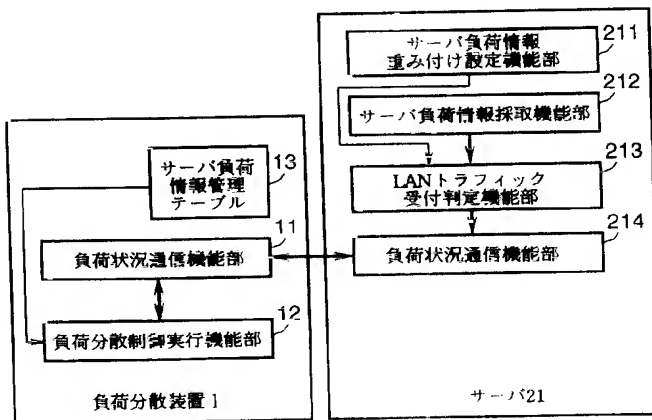 サーバ負荷
情報管理
テーブル
13
11
負荷状況通信機能部
12
負荷分散制御実行機能部
負荷分散装置1
211
サーバ負荷情報
重み付け設定機能部
212
サーバ負荷情報採取機能部
213
LANトラフィック
受付判定機能部
214
負荷状況通信機能部
サーバ21